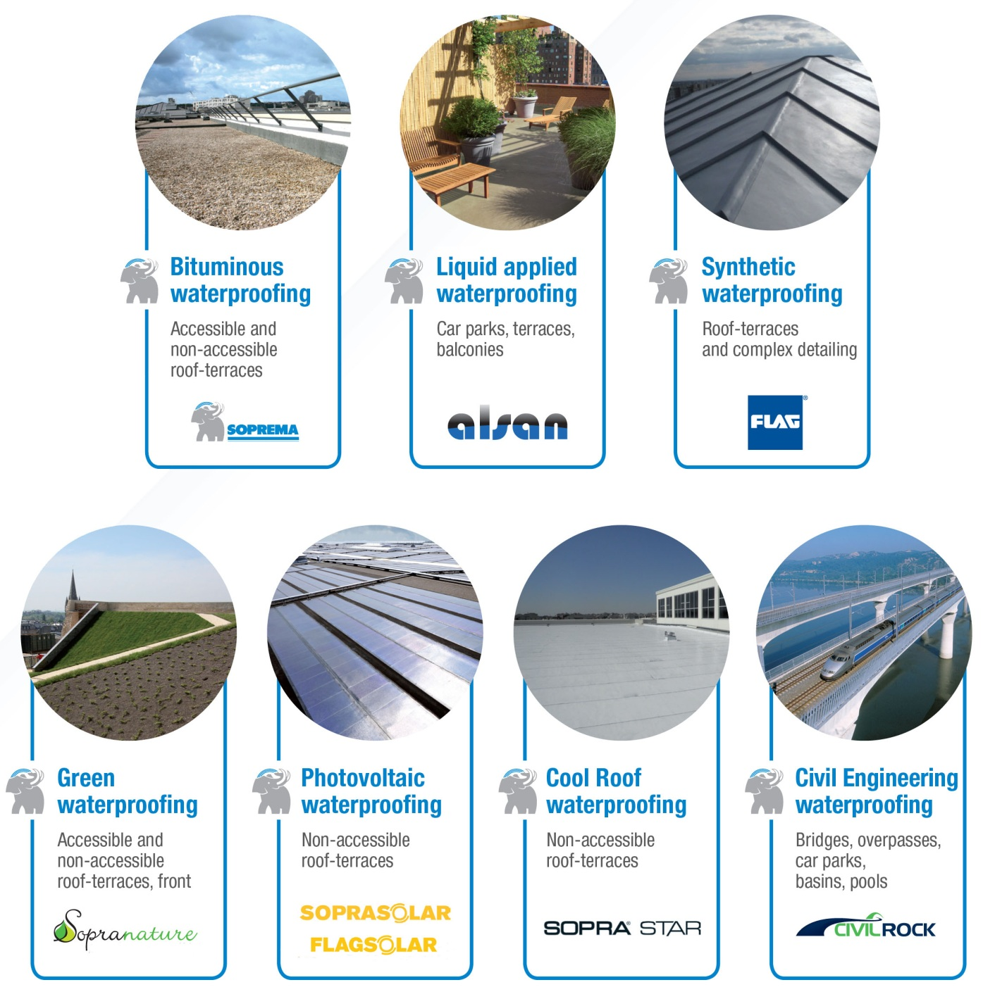 Bituminous
waterproofing
Accessible and
non-accessible
roof-terraces
SOPREMA
Liquid applied
waterproofing
Car parks, terraces,
balconies
alsan
Synthetic
waterproofing
Roof-terraces
and complex detailing
FLAG®
Green
waterproofing
Accessible and
non-accessible
roof-terraces, front
Sopranature
Photovoltaic
waterproofing
Non-accessible
roof-terraces
SOPRASOLAR
FLAGSOLAR
Cool Roof
waterproofing
Non-accessible
roof-terraces
SOPRA® STAR
Civil Engineering
waterproofing
Bridges, overpasses,
car parks,
basins, pools
CIVILROCK